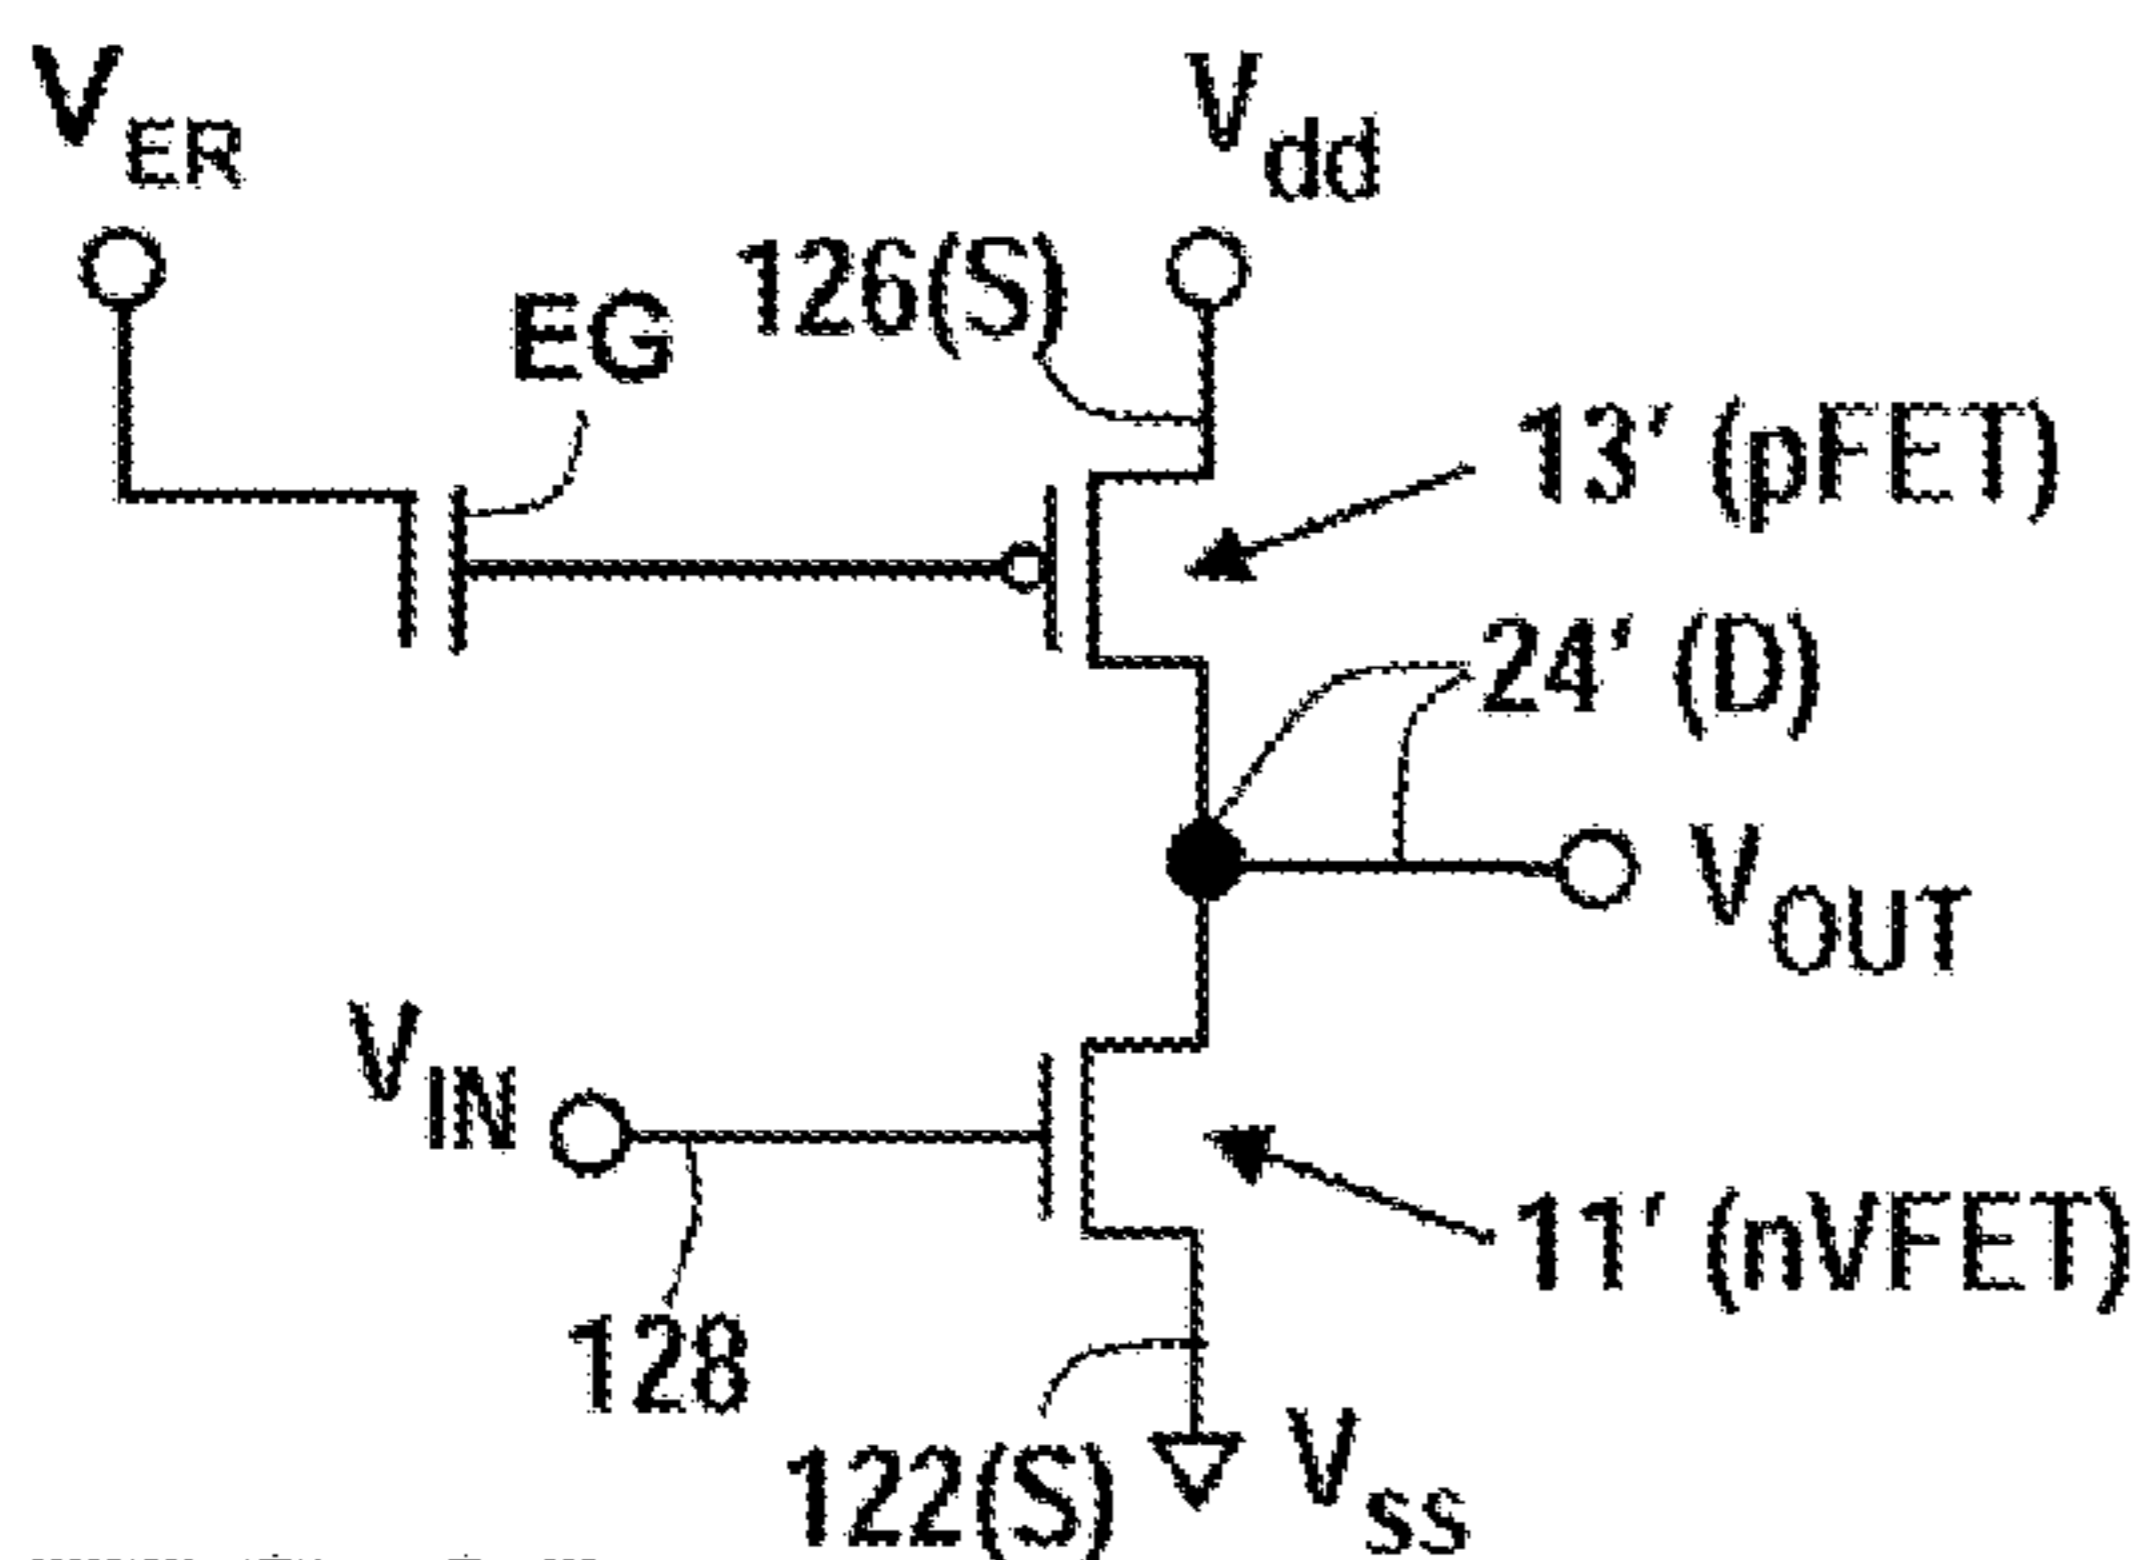 V_ER
V_dd
126(S)
EG
13' (pFET)
24' (D)
V_OUT
V_IN
11' (nVFET)
128
122(S)
V_SS